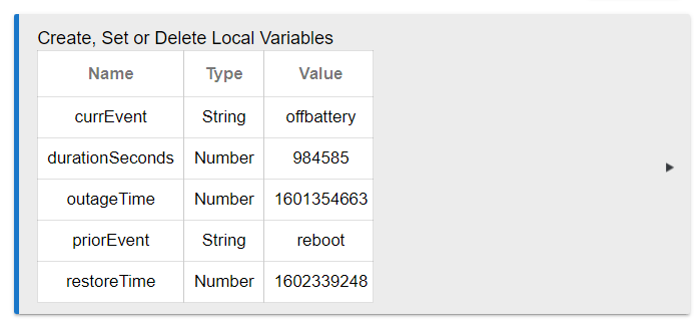 Create, Set or Delete Local Variables
Name Type Value
currEvent String offbattery
durationSeconds Number 984585
outageTime Number 1601354663
priorEvent String reboot
restoreTime Number 1602339248